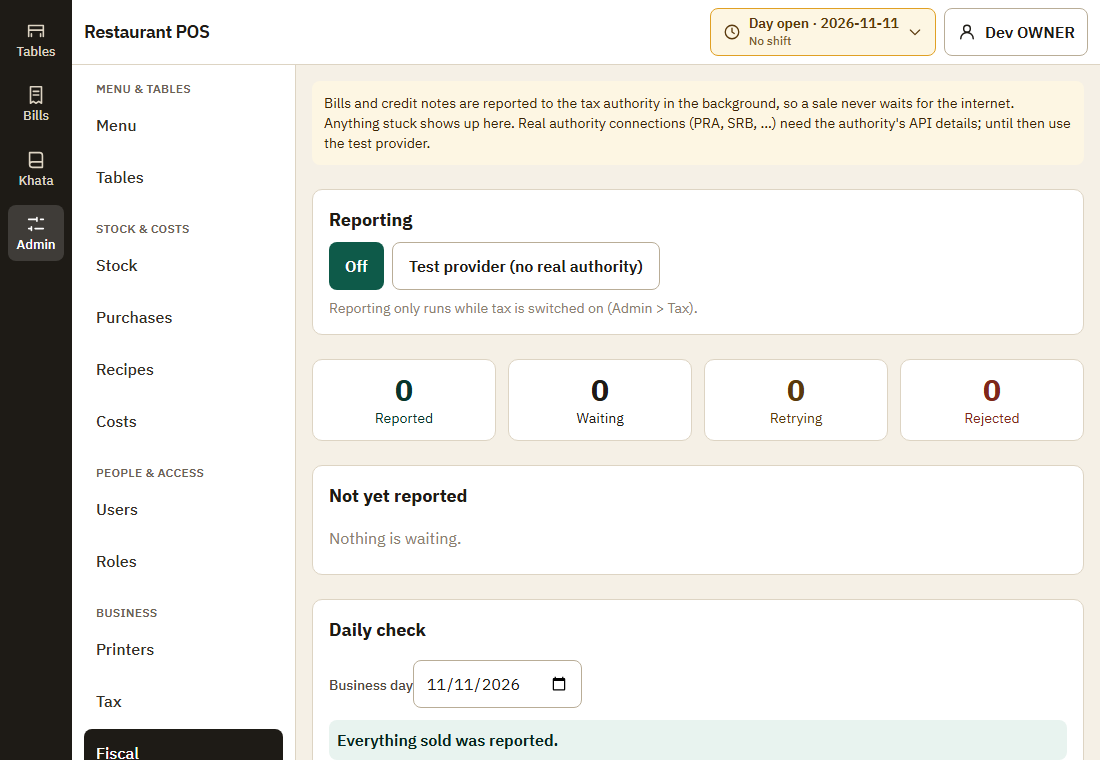 Tables
Bills
Khata
Admin
Restaurant POS
Day open · 2026-11-11
No shift
Dev OWNER
MENU & TABLES
Menu
Tables
STOCK & COSTS
Stock
Purchases
Recipes
Costs
PEOPLE & ACCESS
Users
Roles
BUSINESS
Printers
Tax
Fiscal
Bills and credit notes are reported to the tax authority in the background, so a sale never waits for the internet.
Anything stuck shows up here. Real authority connections (PRA, SRB, ...) need the authority's API details; until then use
the test provider.
Reporting
Off
Test provider (no real authority)
Reporting only runs while tax is switched on (Admin > Tax).
0
Reported
0
Waiting
0
Retrying
0
Rejected
Not yet reported
Nothing is waiting.
Daily check
Business day 11/11/2026
Everything sold was reported.